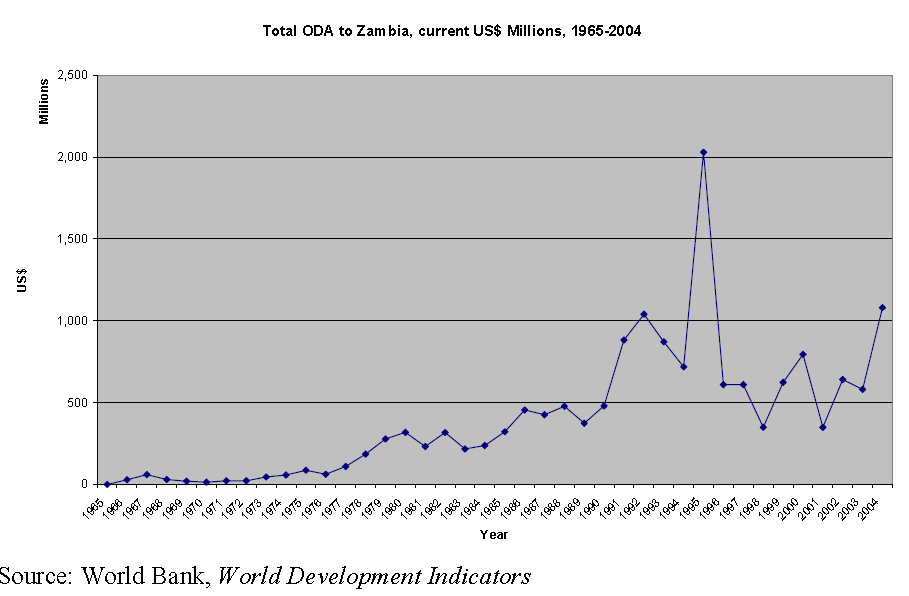 Total ODA to Zambia, current US$ Millions, 1965-2004
Millions
2,500
2,000
1,500
1,000
500
0
US$
1965 1966 1967 1968 1969 1970 1971 1972 1973 1974 1975 1976 1977 1978 1979 1980 1981 1982 1983 1984 1985 1986 1987 1988 1989 1990 1991 1992 1993 1994 1995 1996 1997 1998 1999 2000 2001 2002 2003 2004
Year
Source: World Bank, World Development Indicators